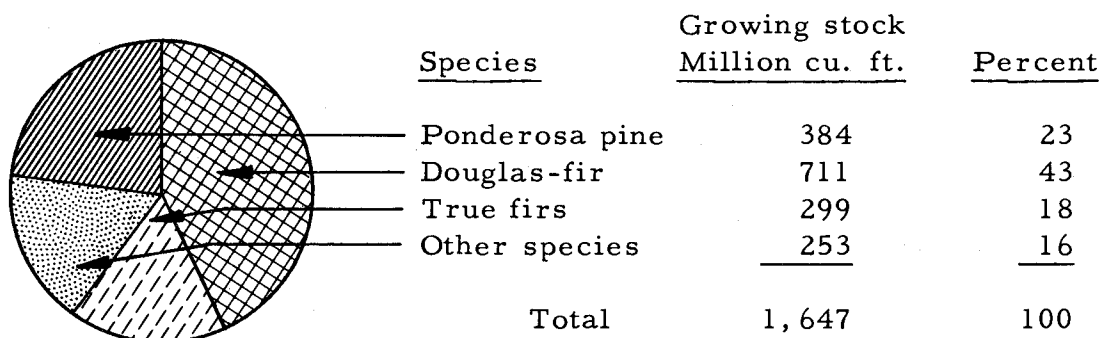 Growing stock
Species Million cu. ft. Percent
Ponderosa pine 384 23
Douglas-fir 711 43
True firs 299 18
Other species 253 16
Total 1,647 100